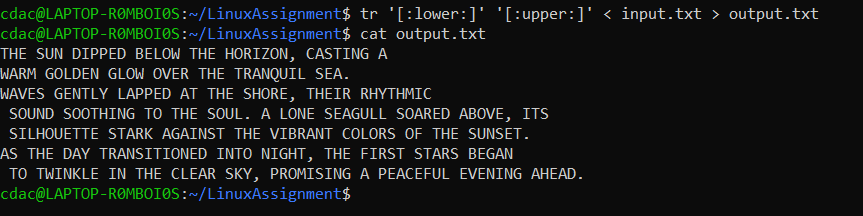 cdac@LAPTOP-R0MBOI0S:~/LinuxAssignment$ tr '[:lower:]' '[:upper:]' < input.txt > output.txt
cdac@LAPTOP-R0MBOI0S:~/LinuxAssignment$ cat output.txt
THE SUN DIPPED BELOW THE HORIZON, CASTING A
WARM GOLDEN GLOW OVER THE TRANQUIL SEA.
WAVES GENTLY LAPPED AT THE SHORE, THEIR RHYTHMIC
 SOUND SOOTHING TO THE SOUL. A LONE SEAGULL SOARED ABOVE, ITS
 SILHOUETTE STARK AGAINST THE VIBRANT COLORS OF THE SUNSET.
AS THE DAY TRANSITIONED INTO NIGHT, THE FIRST STARS BEGAN
 TO TWINKLE IN THE CLEAR SKY, PROMISING A PEACEFUL EVENING AHEAD.
cdac@LAPTOP-R0MBOI0S:~/LinuxAssignment$